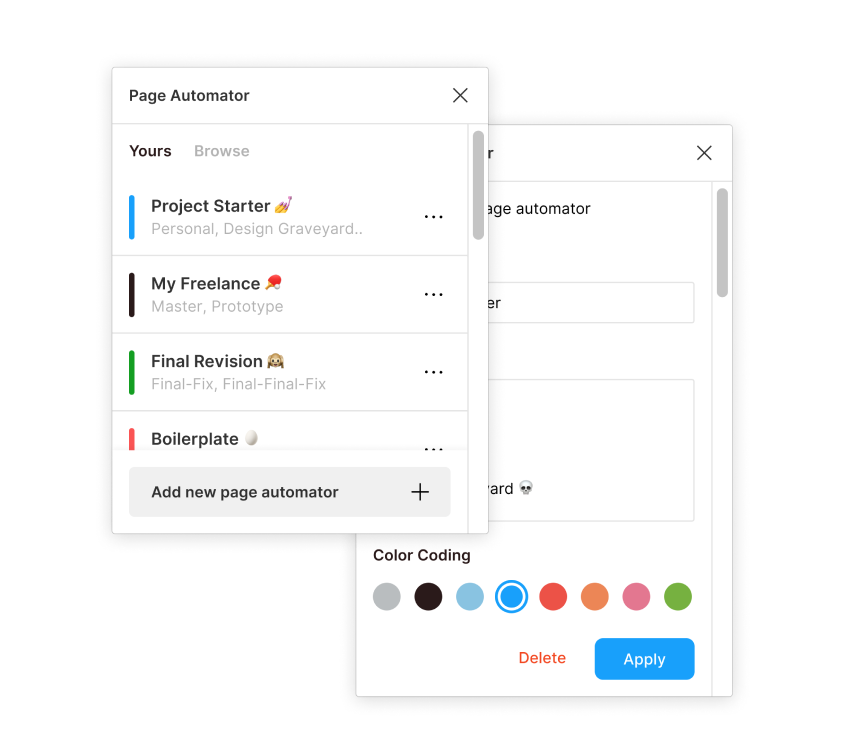 Page Automator
Yours Browse
Project Starter 💅
Personal, Design Graveyard..
My Freelance 🏓
Master, Prototype
Final Revision 🙉
Final-Fix, Final-Final-Fix
Boilerplate 🥚
Add new page automator
r
age automator
er
ard 💀
Color Coding
Delete
Apply